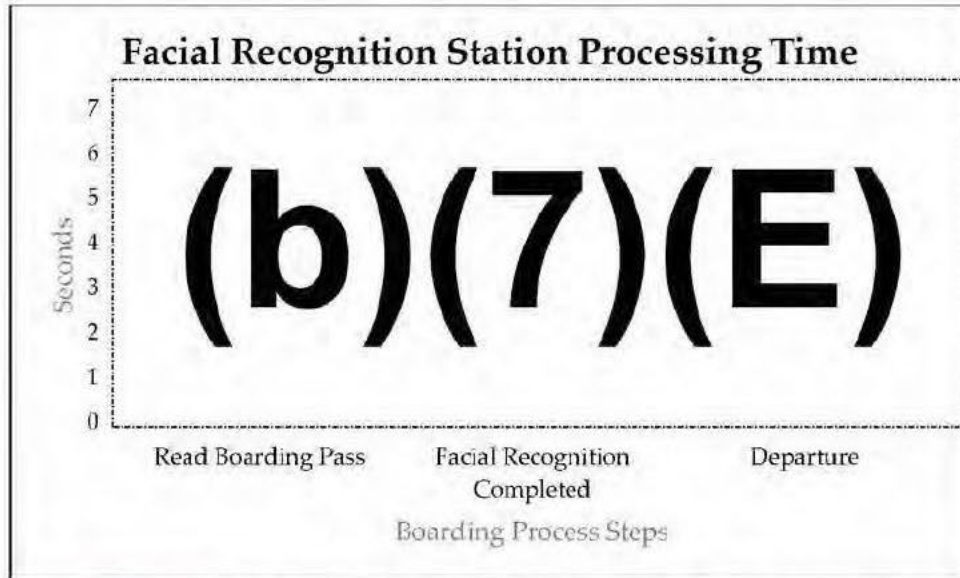 Facial Recognition Station Processing Time
7
6
5
4
3
2
1
0
Seconds
(b)(7)(E)
Read Boarding Pass
Facial Recognition
Completed
Departure
Boarding Process Steps